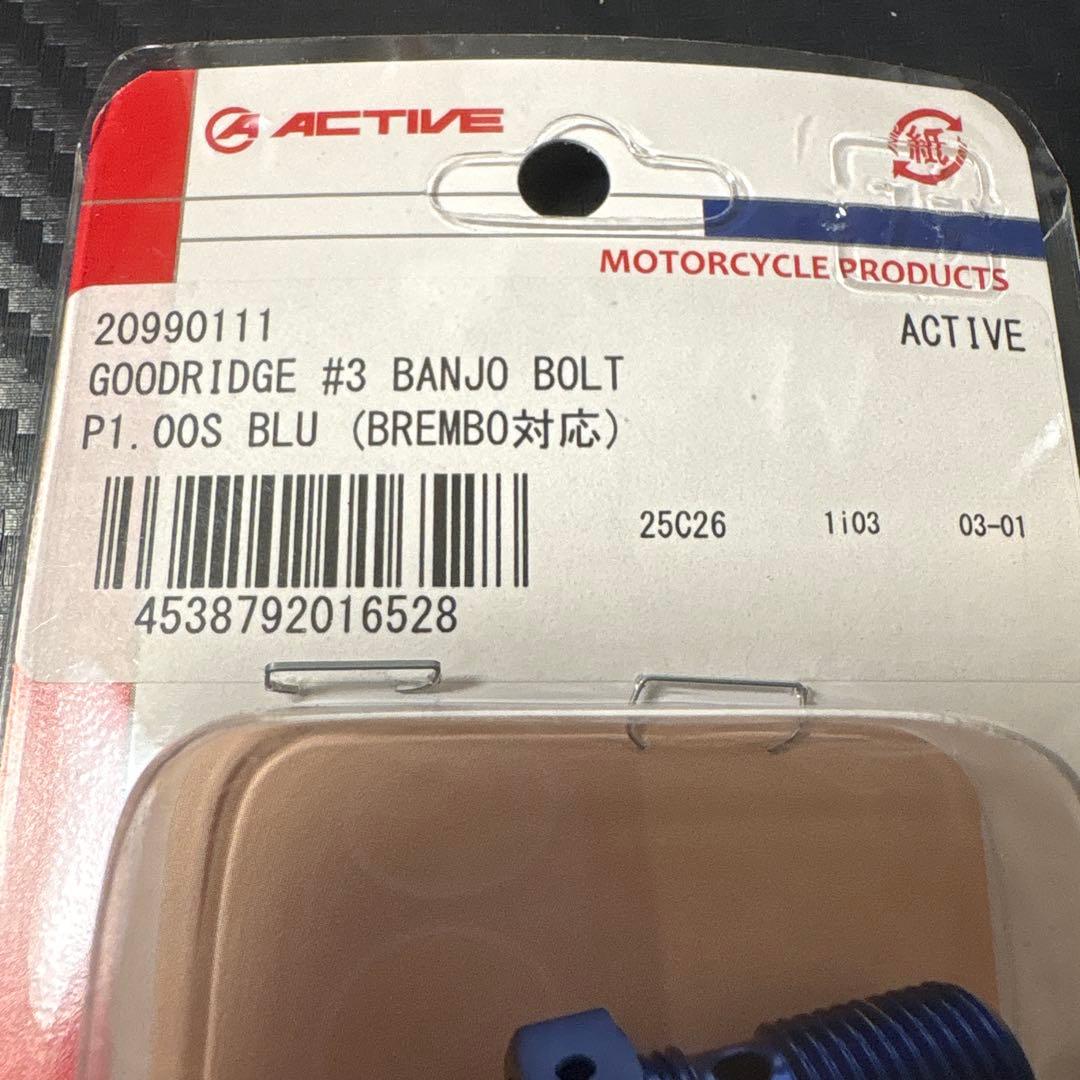 ACTIVE
紙
MOTORCYCLE PRODUCTS
20990111
ACTIVE
GOODRIDGE #3 BANJO BOLT
P1.00S BLU (BREMBO対応)
25C26 1i03 03-01
4538792016528